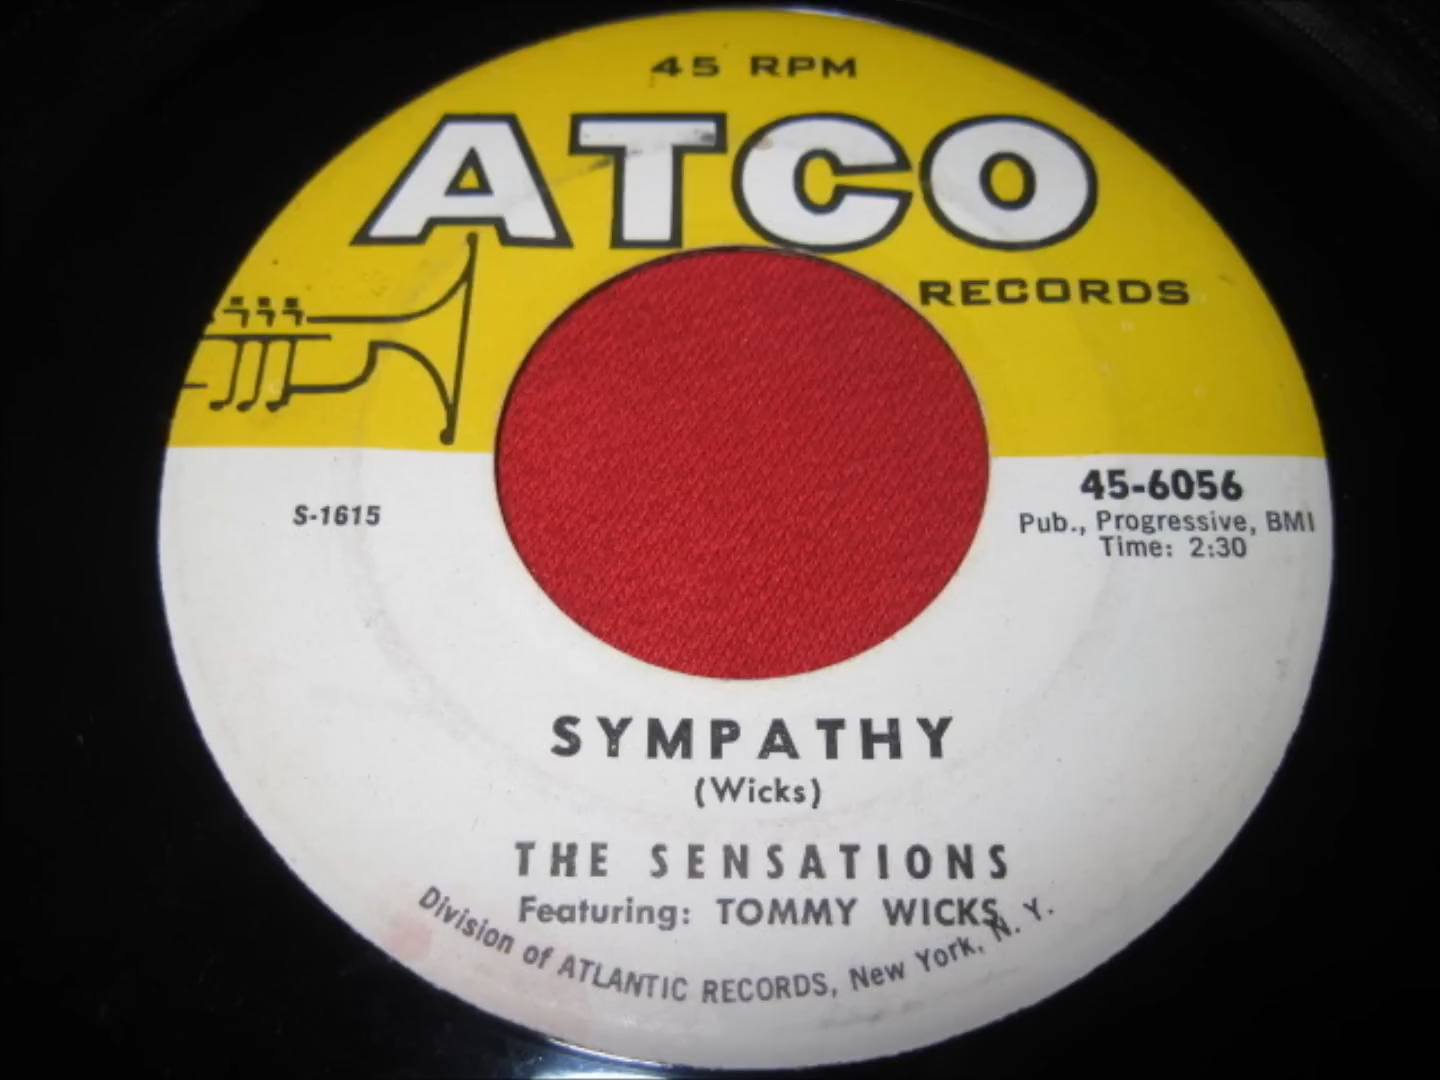 45 RPM
ATCO
RECORDS
S-1615
45-6056
Pub., Progressive, BMI
Time: 2:30
SYMPATHY
(Wicks)
THE SENSATIONS
Featuring: TOMMY WICKS
Division of ATLANTIC RECORDS, New York, N. Y.